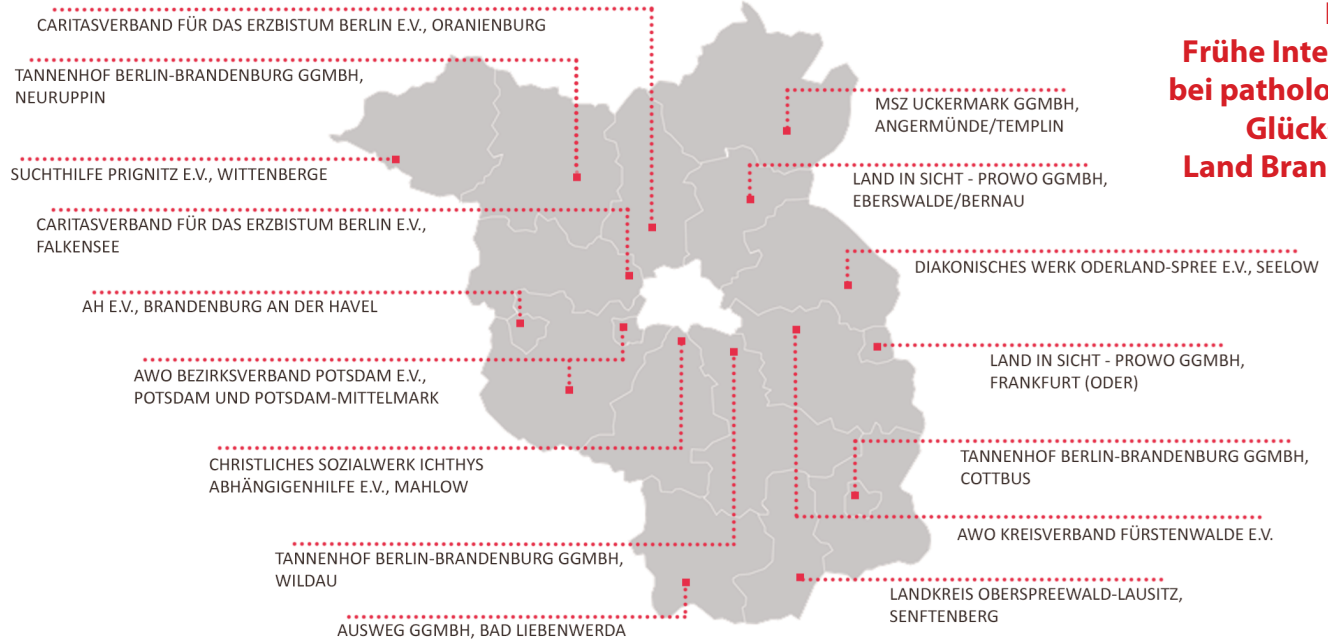 CARITASVERBAND FÜR DAS ERZBISTUM BERLIN E.V., ORANIENBURG
TANNENHOF BERLIN-BRANDENBURG GGMBH,
NEURUPPIN
SUCHTHILFE PRIGNITZ E.V., WITTENBERGE
CARITASVERBAND FÜR DAS ERZBISTUM BERLIN E.V.,
FALKENSEE
AH E.V., BRANDENBURG AN DER HAVEL
AWO BEZIRKSVERBAND POTSDAM E.V.,
POTSDAM UND POTSDAM-MITTELMARK
CHRISTLICHES SOZIALWERK ICHTHYS
ABHÄNGIGENHILFE E.V., MAHLOW
TANNENHOF BERLIN-BRANDENBURG GGMBH,
WILDAU
AUSWEG GGMBH, BAD LIEBENWERDA
Frühe Inte
bei patholo
Glück
Land Bran
MSZ UCKERMARK GGMBH,
ANGERMÜNDE/TEMPLIN
LAND IN SICHT - PROWO GGMBH,
EBERSWALDE/BERNAU
DIAKONISCHES WERK ODERLAND-SPREE E.V., SEELOW
LAND IN SICHT - PROWO GGMBH,
FRANKFURT (ODER)
TANNENHOF BERLIN-BRANDENBURG GGMBH,
COTTBUS
AWO KREISVERBAND FÜRSTENWALDE E.V.
LANDKREIS OBERSPREEWALD-LAUSITZ,
SENFTENBERG